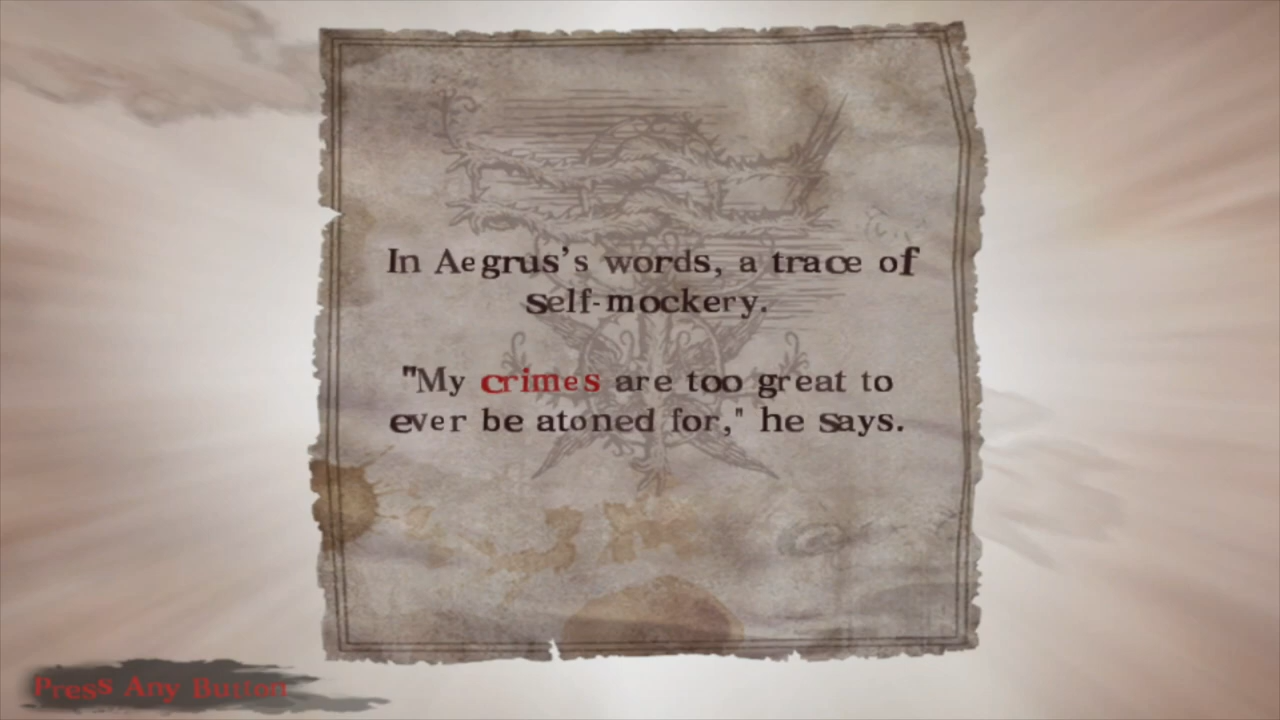 In Aegrus's words, a trace of
self-mockery.
"My crimes are too great to
ever be atoned for," he says.
Press Any Button